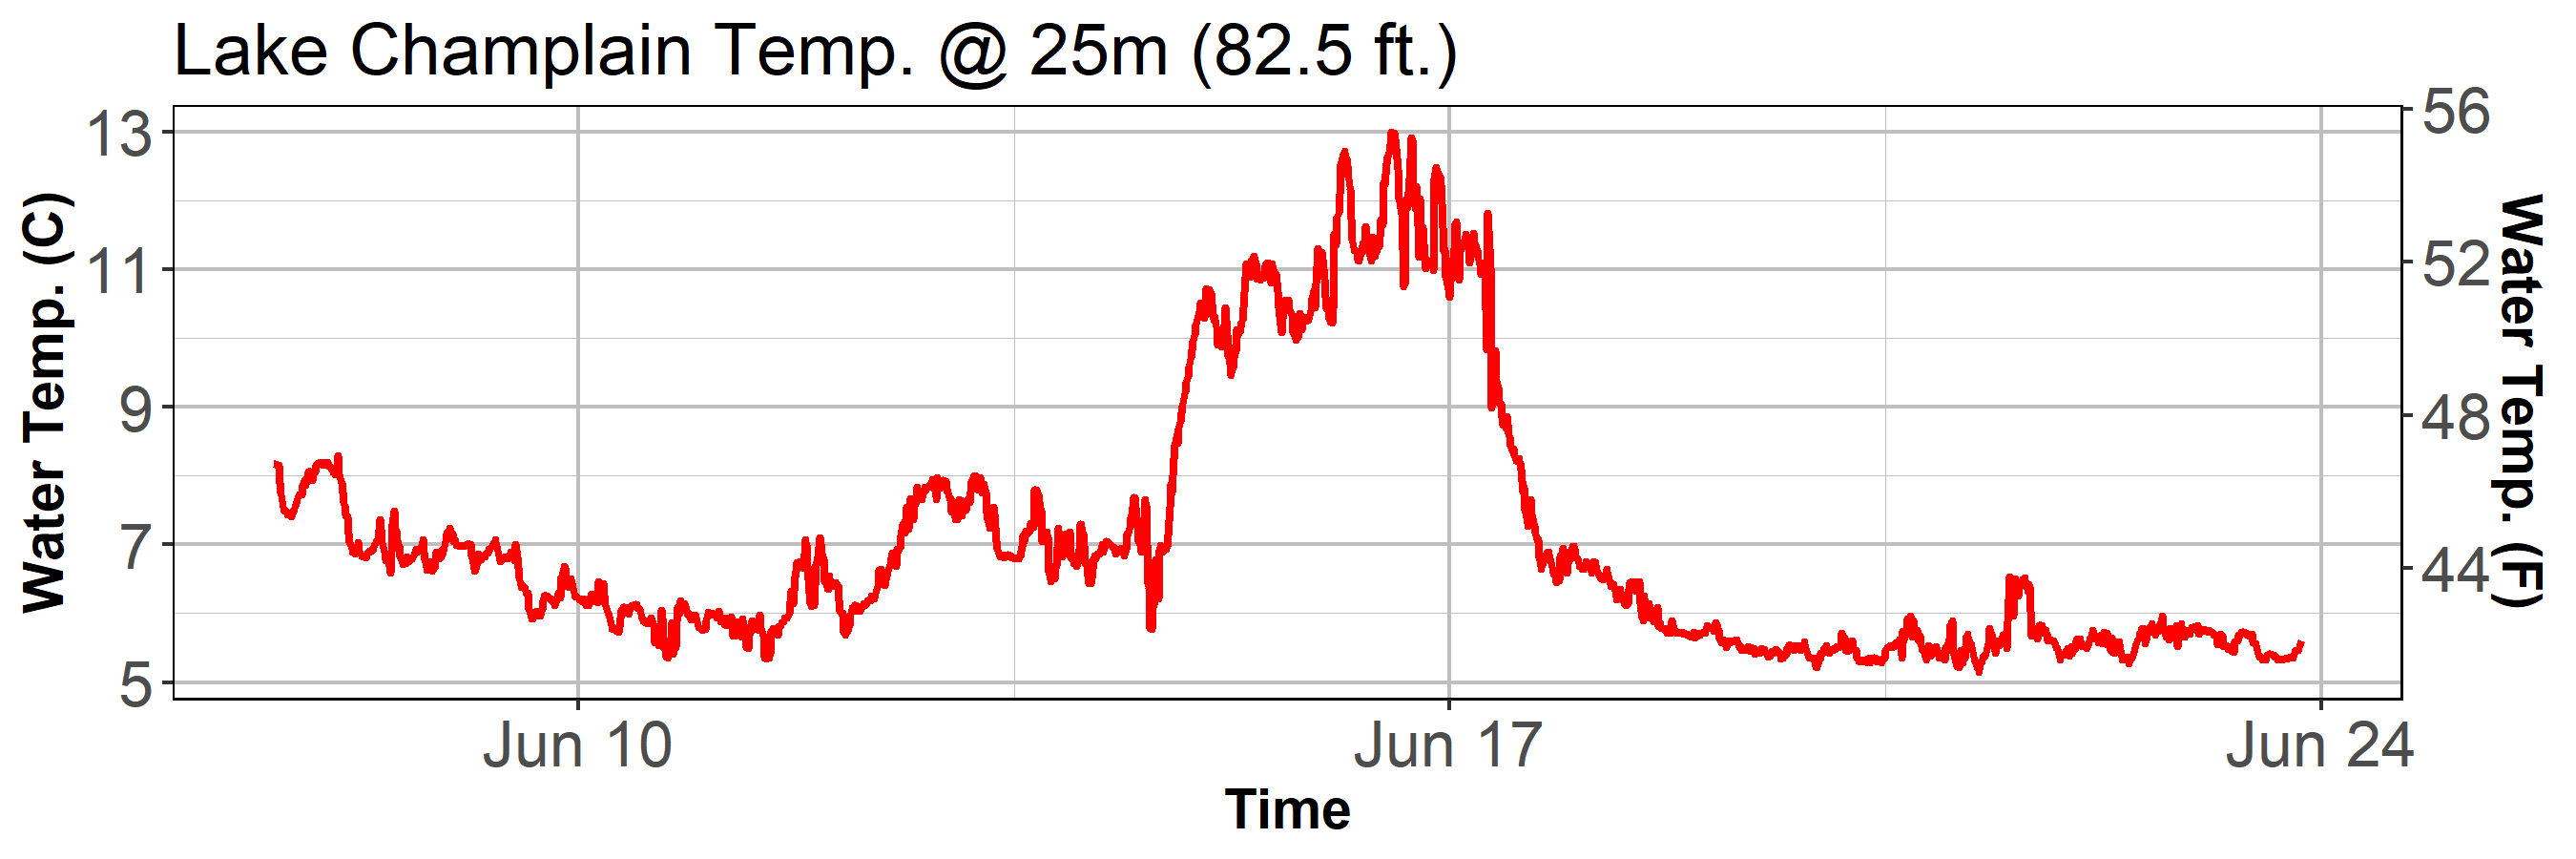 Lake Champlain Temp. @ 25m (82.5 ft.)
Water Temp. (C)
13
11
9
7
5
56
52
48
44
Water Temp. (F)
Jun 10
Jun 17
Jun 24
Time